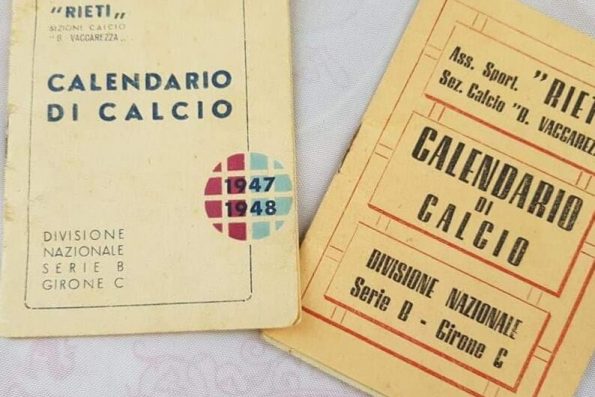 "RIETI"
SEZIONE CALCIO
"B. VACCAREZZA"
CALENDARIO
DI CALCIO
1947
1948
DIVISIONE
NAZIONALE
SERIE B
GIRONE C
Ass. Sport. "RIETI
Sez. Calcio "B. VACCAREZZA
CALENDARIO
DI
CALCIO
DIVISIONE NAZIONALE
Serie B - Girone C